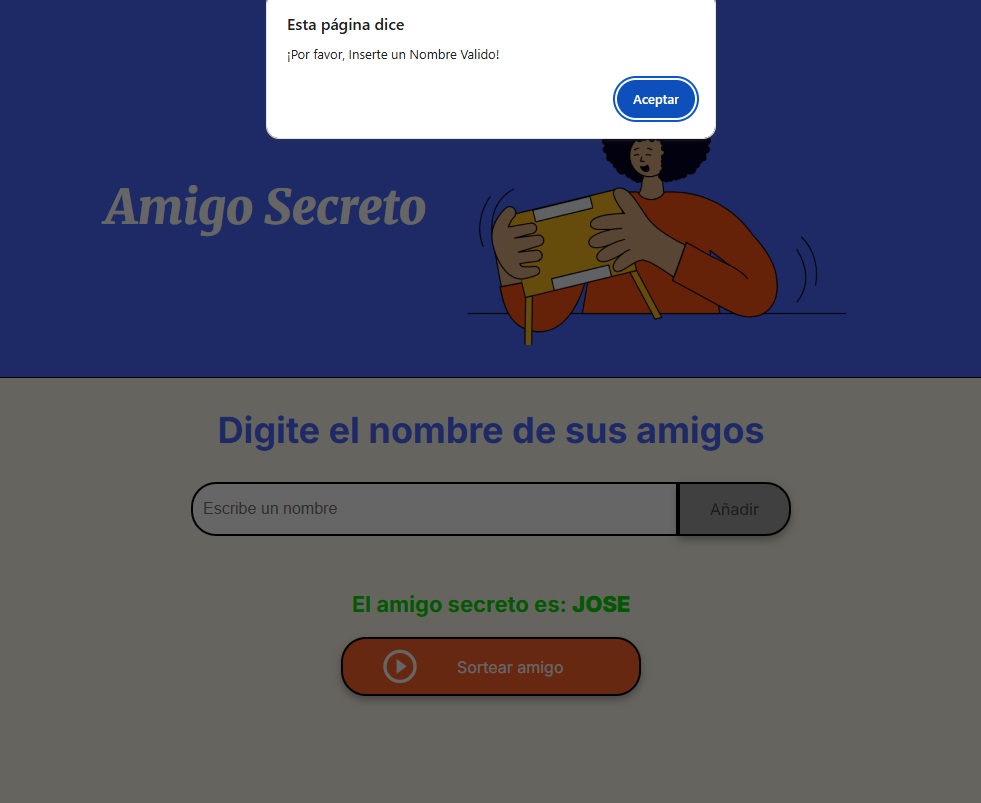 Esta página dice
¡Por favor, Inserte un Nombre Valido!
Aceptar
Amigo Secreto
Digite el nombre de sus amigos
Escribe un nombre
Añadir
El amigo secreto es: JOSE
Sortear amigo